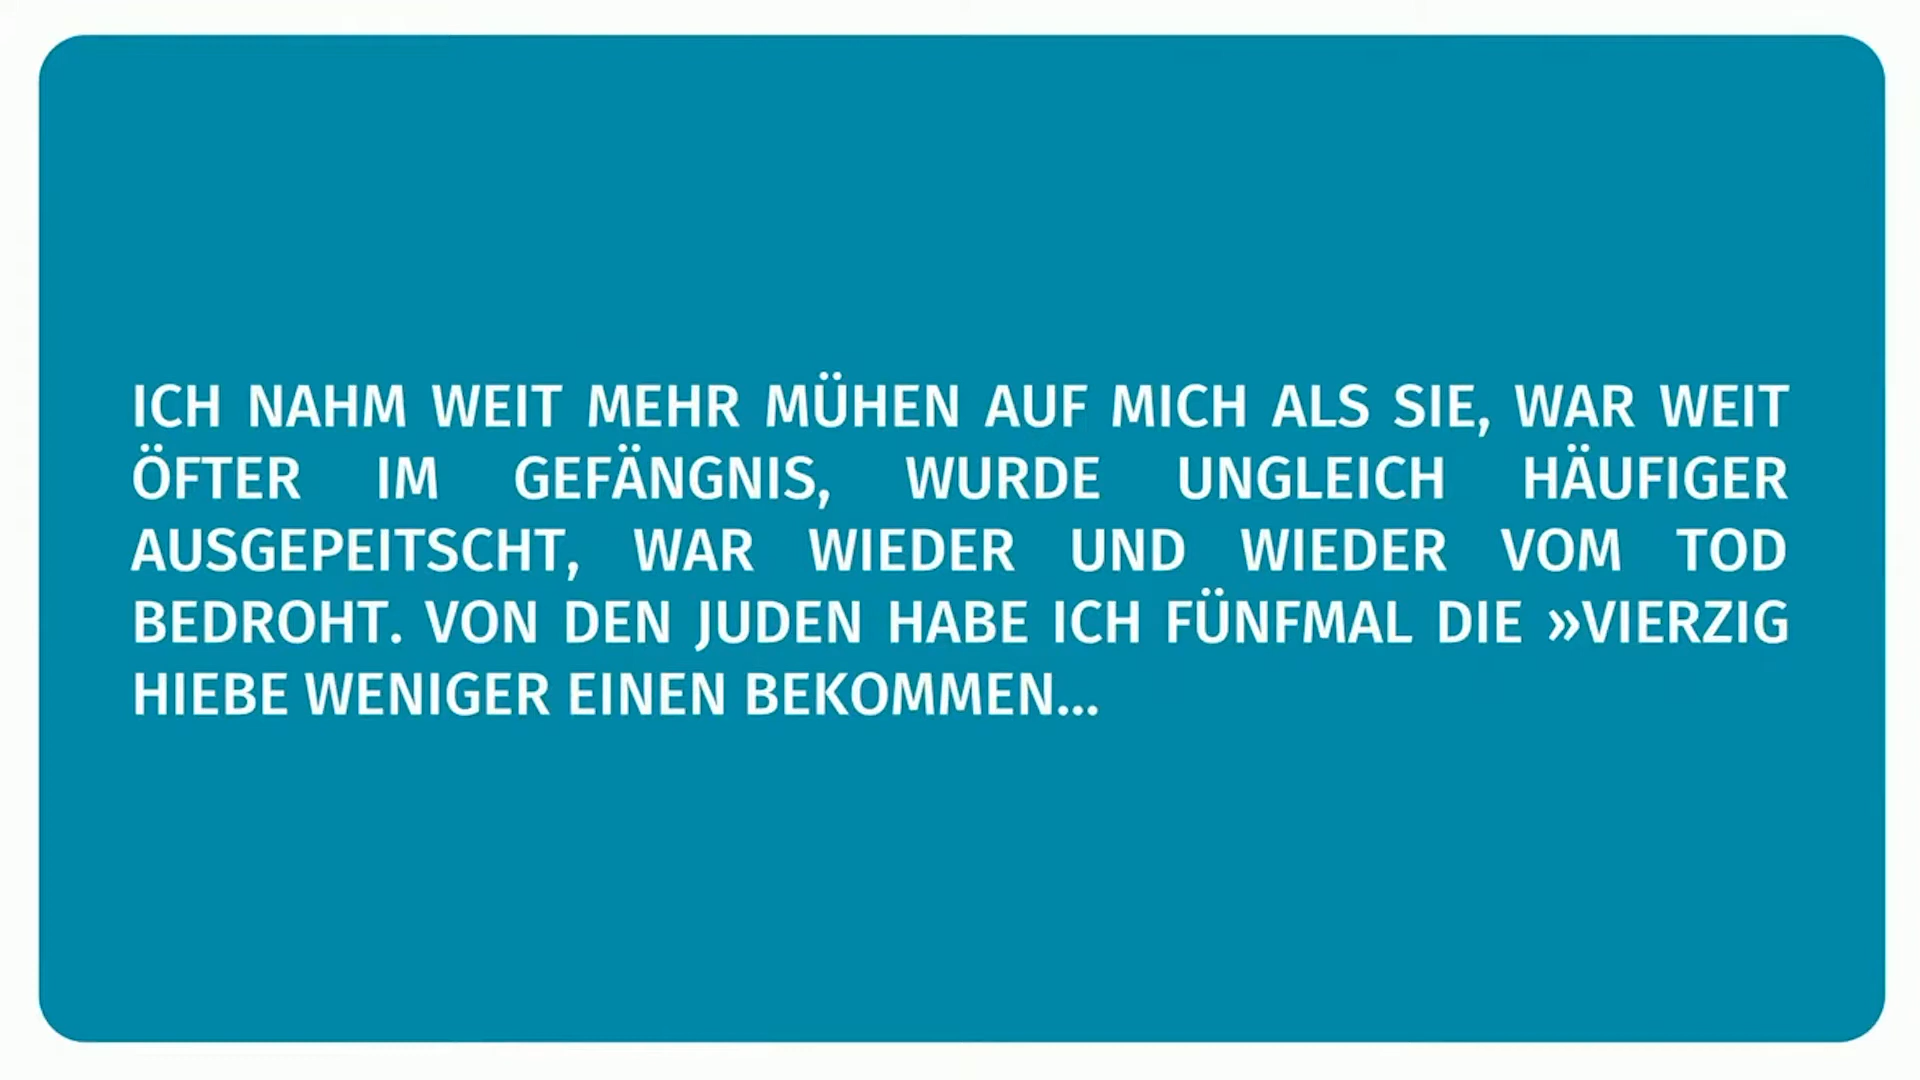 ICH NAHM WEIT MEHR MÜHEN AUF MICH ALS SIE, WAR WEIT
ÖFTER IM GEFÄNGNIS, WURDE UNGLEICH HÄUFIGER
AUSGEPEITSCHT, WAR WIEDER UND WIEDER VOM TOD
BEDROHT. VON DEN JUDEN HABE ICH FÜNFMAL DIE »VIERZIG
HIEBE WENIGER EINEN BEKOMMEN...